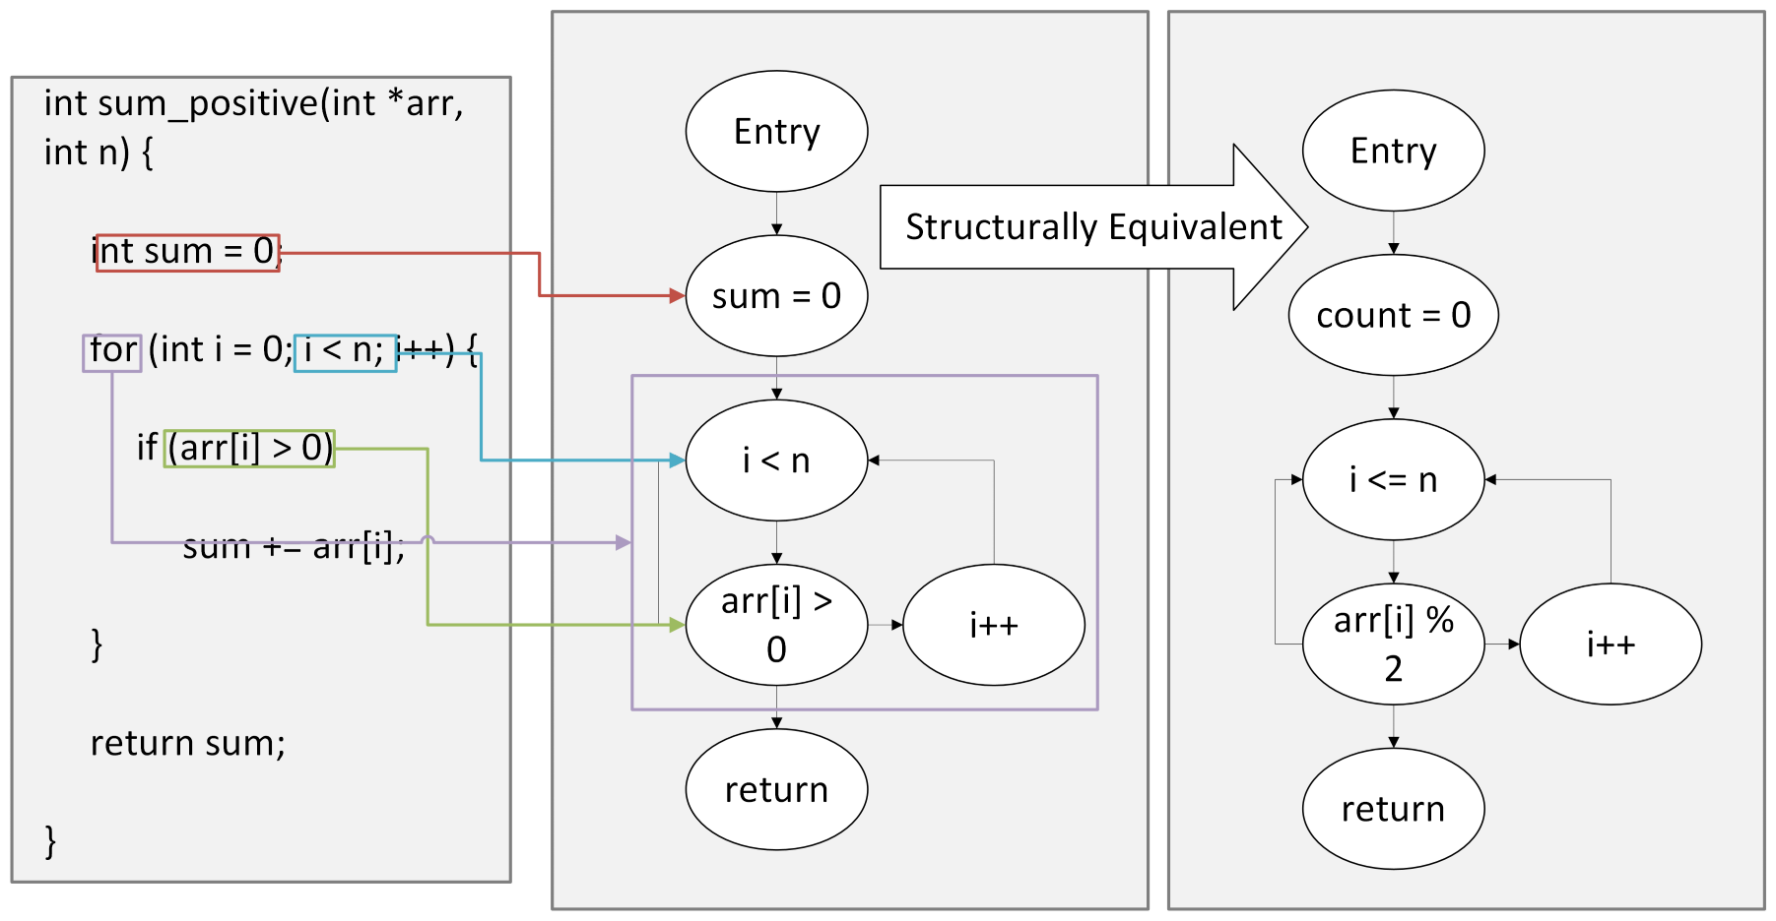 int sum_positive(int *arr,
int n) {
int sum = 0;
for (int i = 0; i < n; i++) {
if (arr[i] > 0)
sum += arr[i];
}
return sum;
}
Entry
sum = 0
i < n
arr[i] >
0
i++
return
Structurally Equivalent
Entry
count = 0
i <= n
arr[i] %
2
i++
return